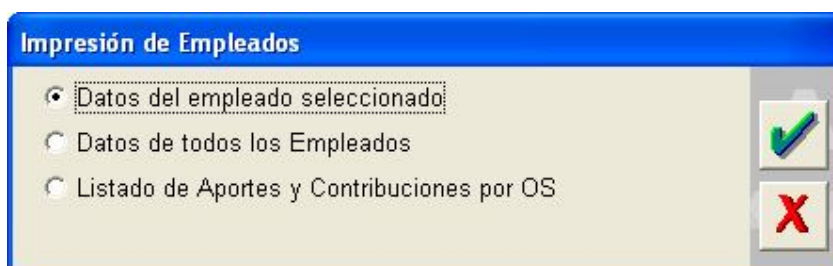 Impresión de Empleados
Datos del empleado seleccionado
Datos de todos los Empleados
Listado de Aportes y Contribuciones por OS